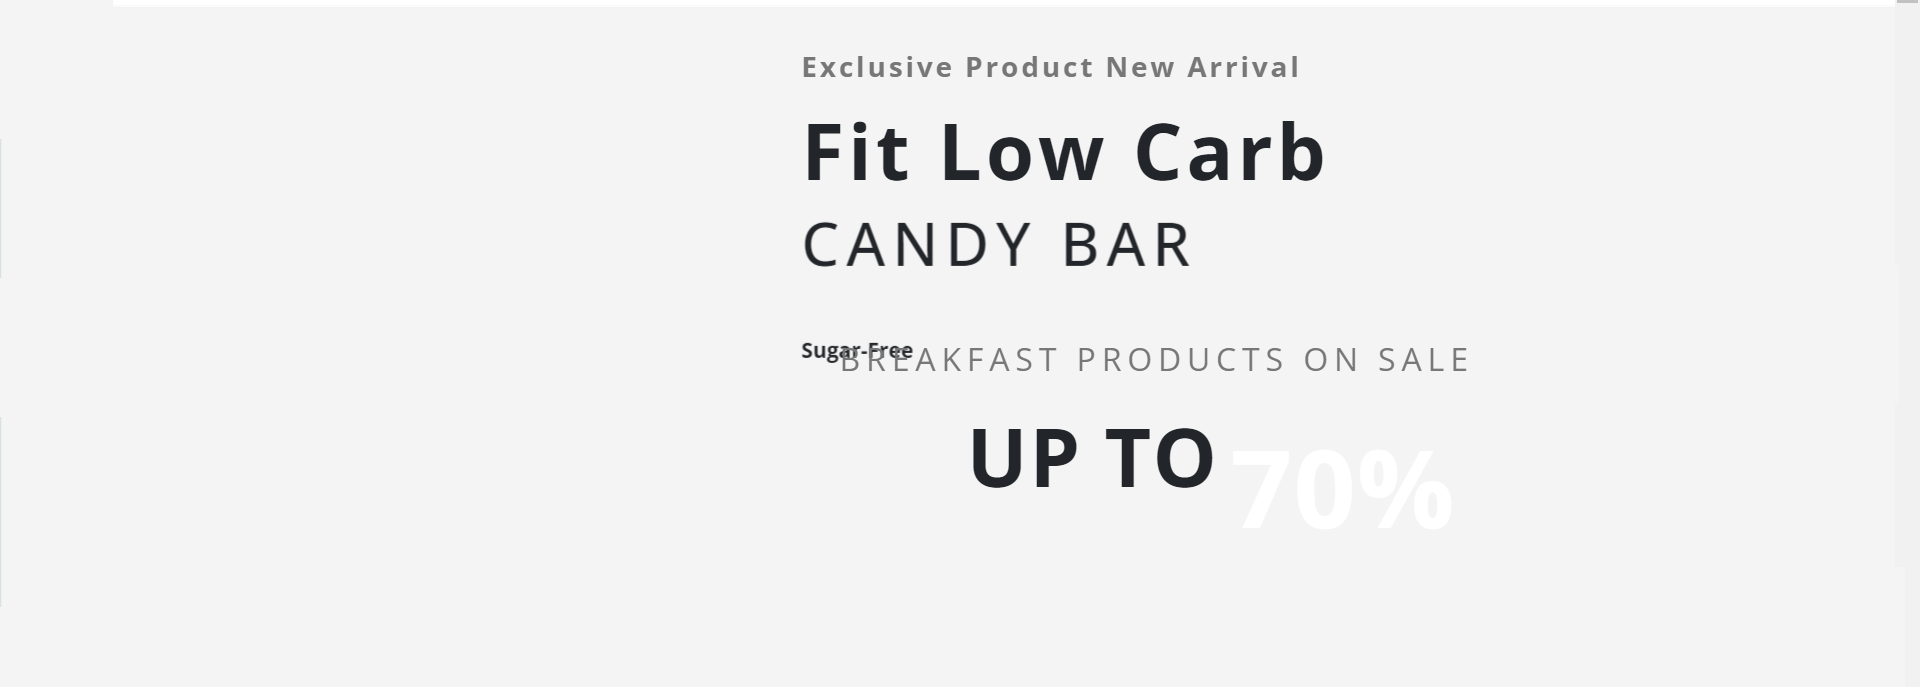 Exclusive Product New Arrival
Fit Low Carb
CANDY BAR
Sugar-Free
BREAKFAST PRODUCTS ON SALE
UP TO 70%